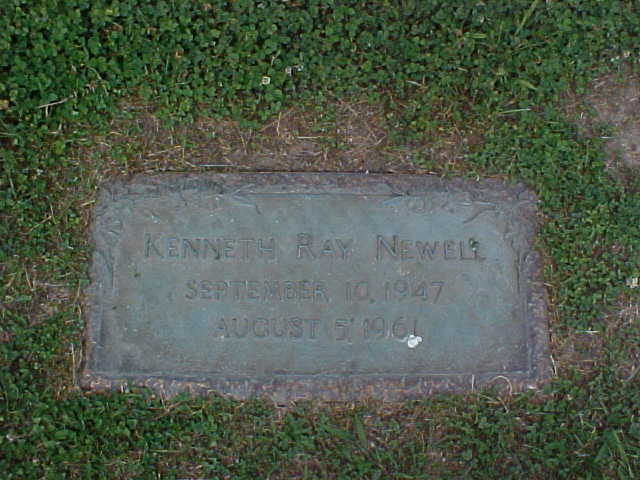 KENNETH RAY NEWELL
SEPTEMBER 10, 1947
AUGUST 5, 1961